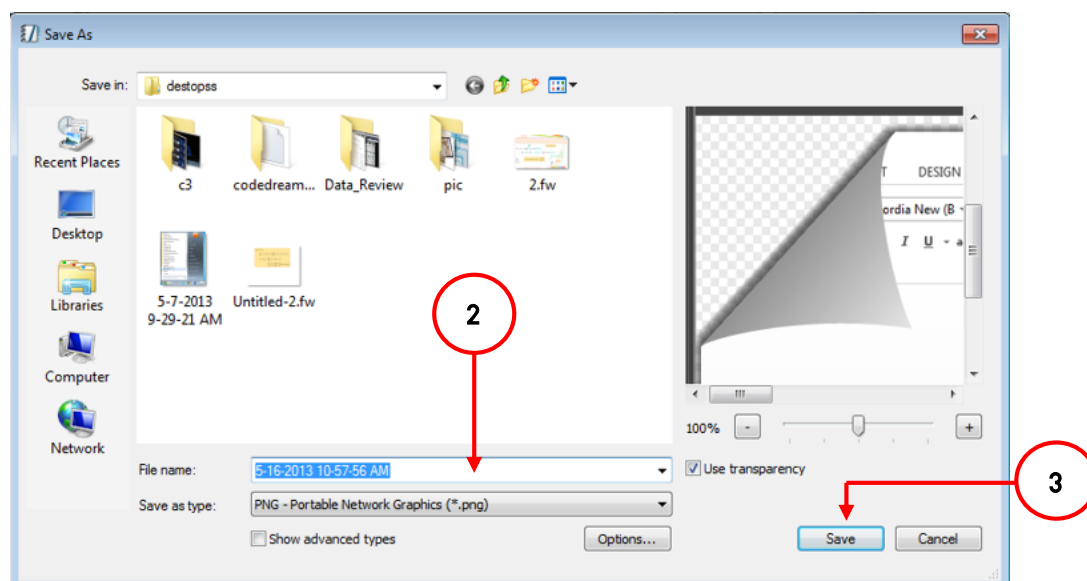 Save As
Save in:
destopss
Recent Places
Desktop
Libraries
Computer
Network
c3
codedream...
Data_Review
pic
2.fw
5-7-2013
9-29-21 AM
Untitled-2.fw
2
DESIGN
ordia New (B
I U a
100%
-
+
File name:
5-16-2013 10-57-56 AM
Use transparency
Save as type:
PNG - Portable Network Graphics (*.png)
3
Show advanced types
Options...
Save
Cancel